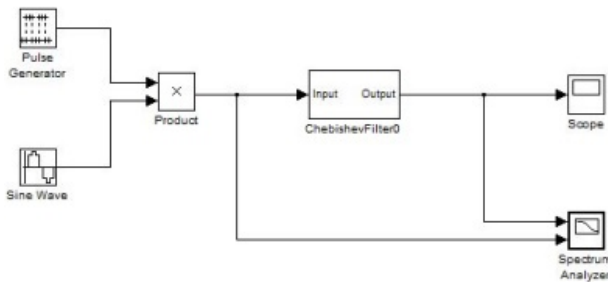 Pulse
Generator
×
Product
Input Output
ChebishevFilter0
Scope
Sine Wave
Spectrum
Analyzer